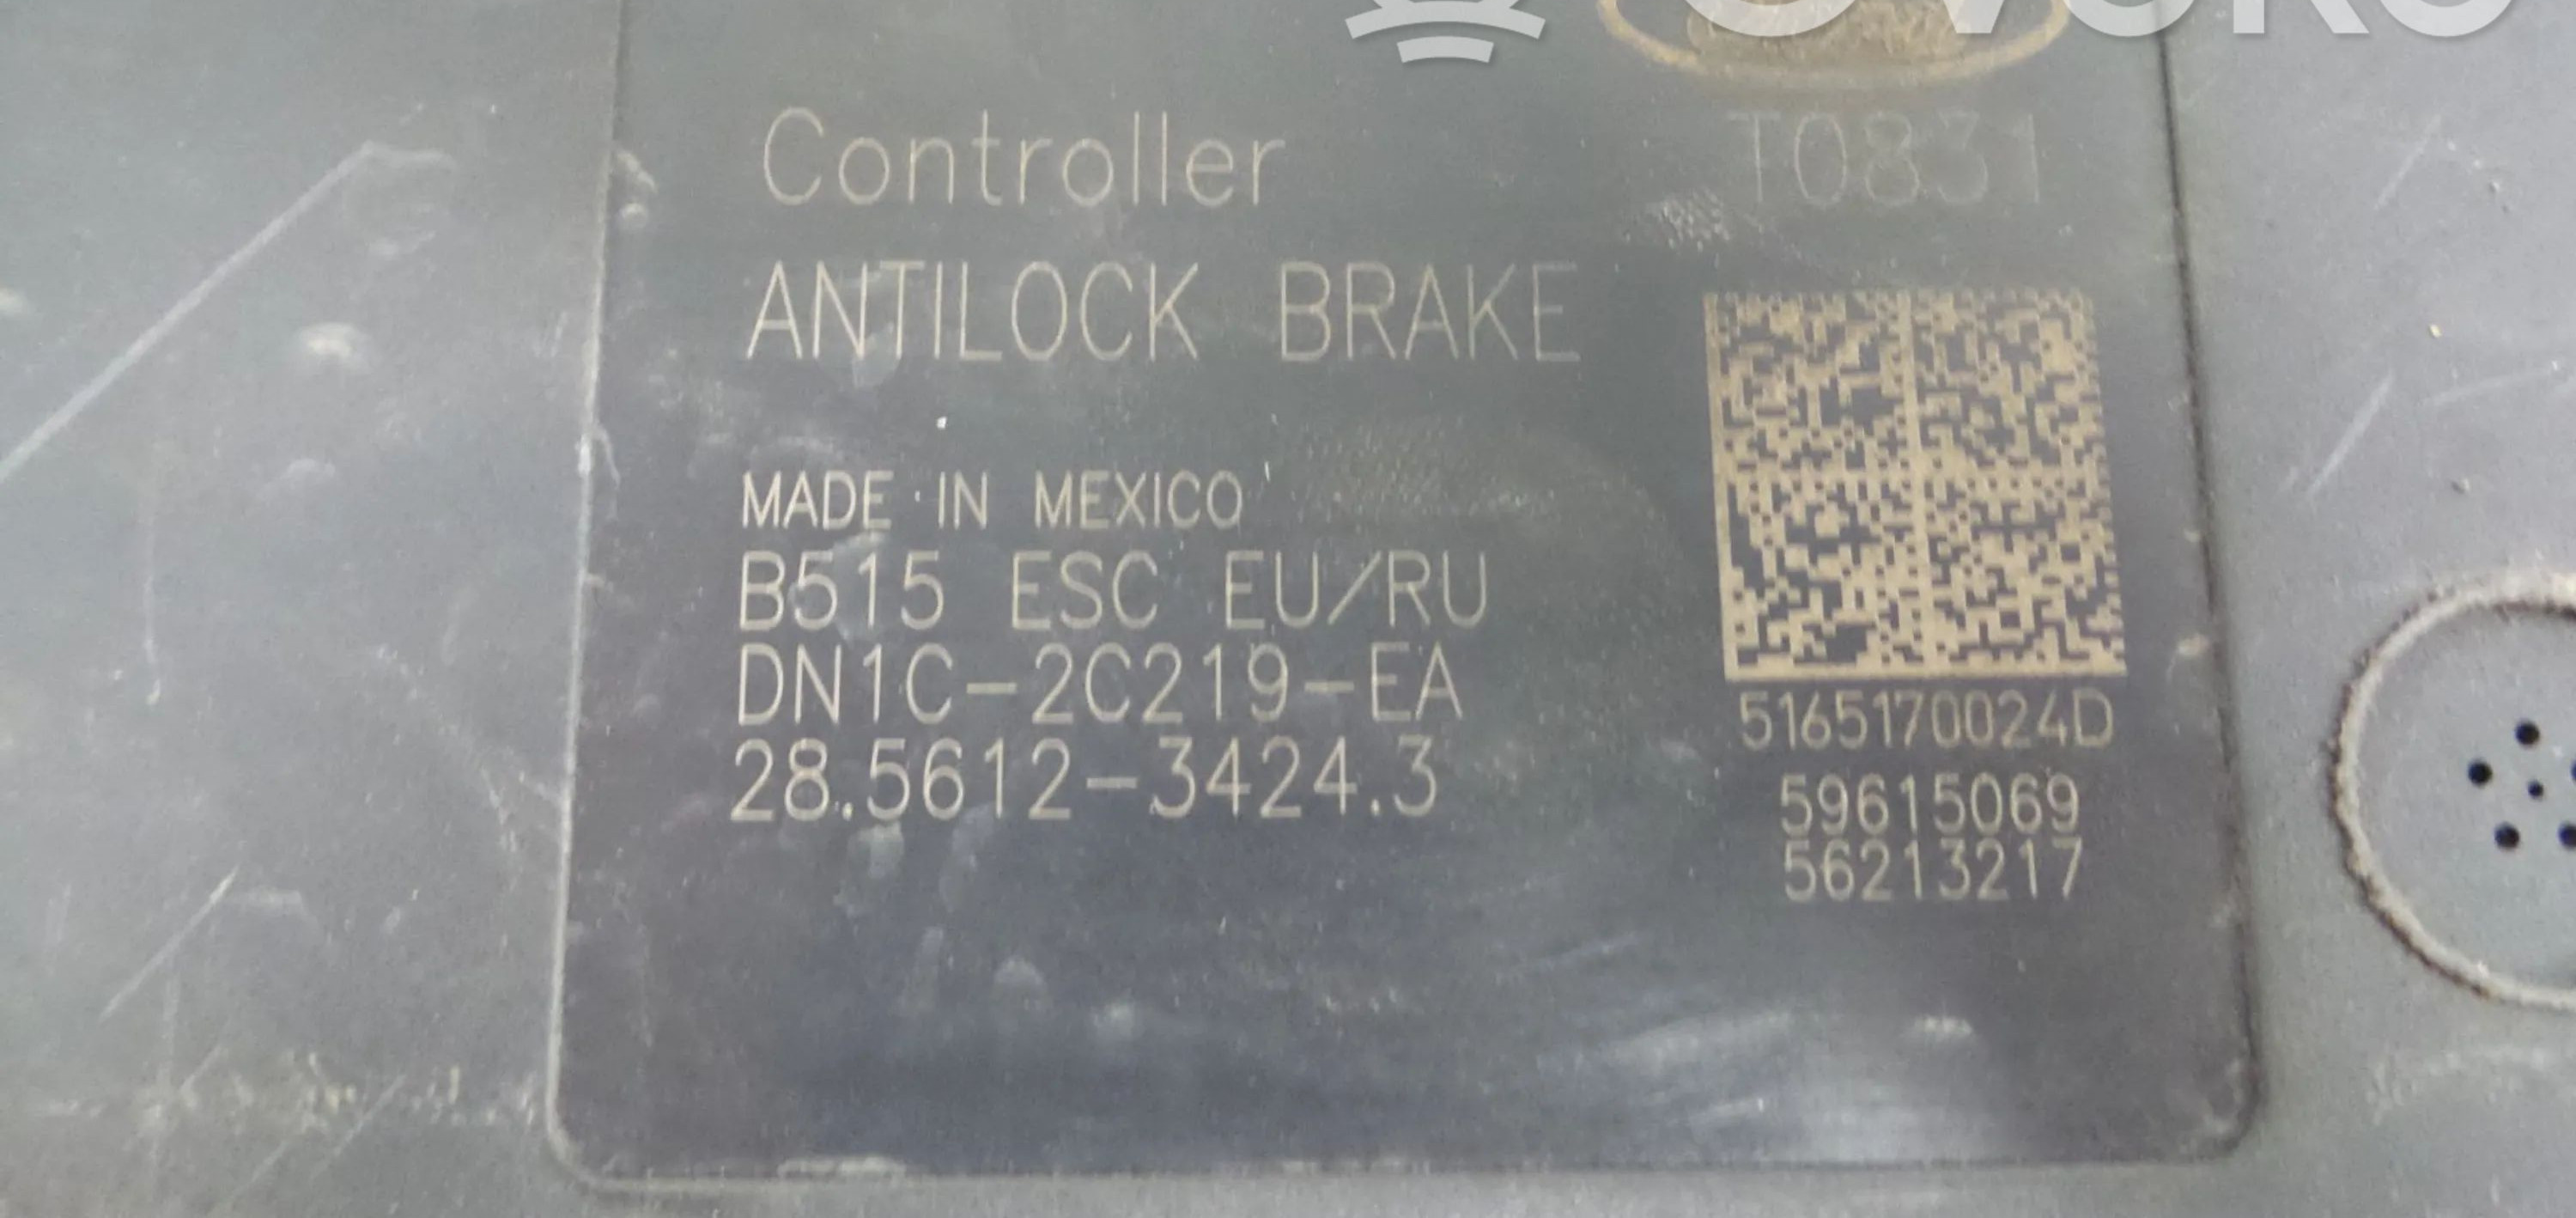 Controller
T0831
ANTILOCK BRAKE
MADE IN MEXICO
B515 ESC EU/RU
DN1C-2C219-EA
28.5612-3424.3
5165170024D
59615069
56213217